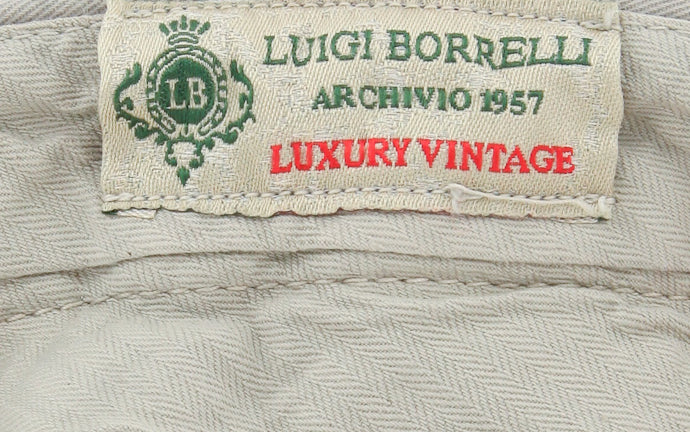 LB
LUIGI BORRELLI
ARCHIVIO 1957
LUXURY VINTAGE